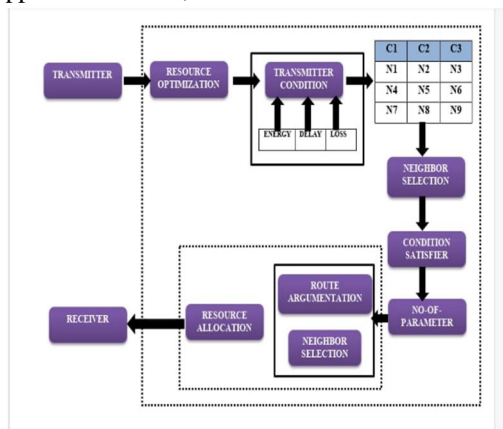 TRANSMITTER
RESOURCE
OPTIMIZATION
TRANSMITTER
CONDITION
ENERGY DELAY LOSS
C1 C2 C3
N1 N2 N3
N4 N5 N6
N7 N8 N9
NEIGHBOR
SELECTION
CONDITION
SATISFIER
NO-OF-
PARAMETER
ROUTE
ARGUMENTATION
NEIGHBOR
SELECTION
RESOURCE
ALLOCATION
RECEIVER